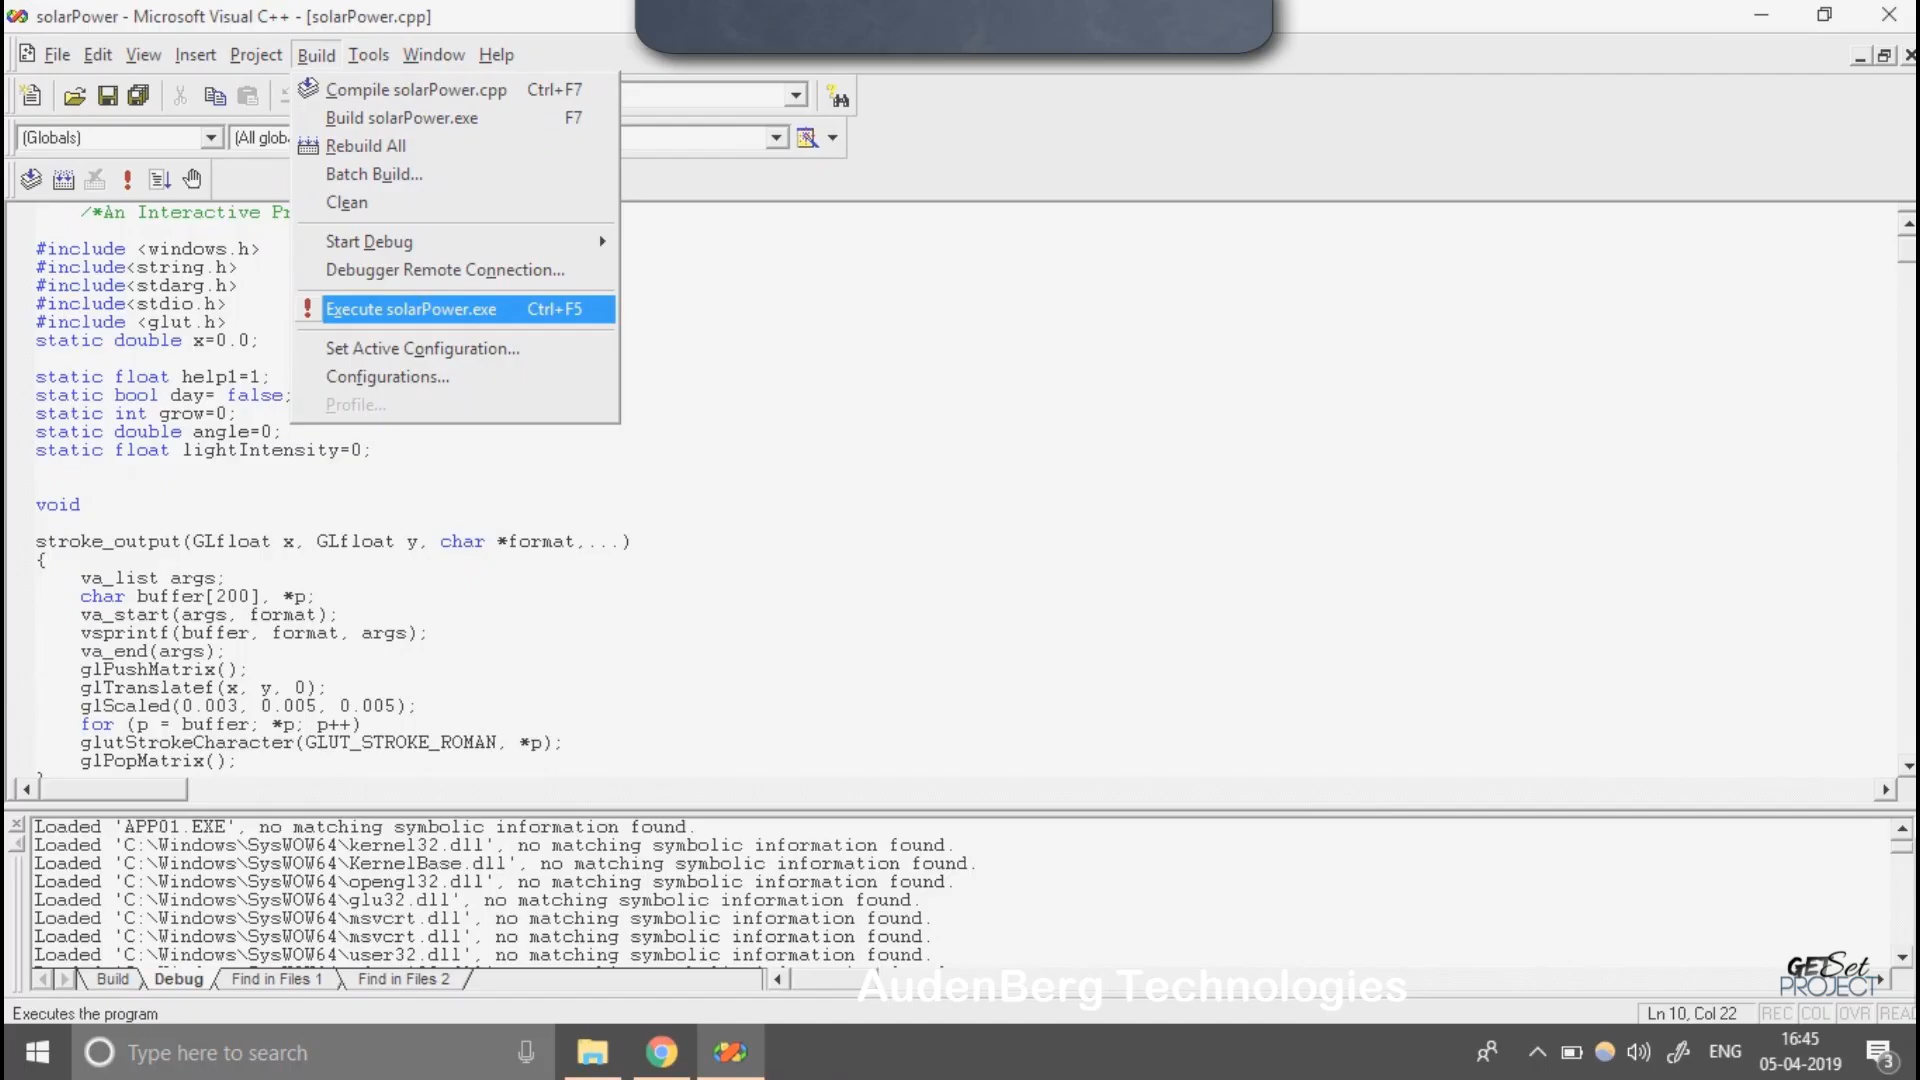 solarPower - Microsoft Visual C++ - [solarPower.cpp]
File Edit View Insert Project Build Tools Window Help
Compile solarPower.cpp Ctrl+F7
Build solarPower.exe F7
Rebuild All
Batch Build...
Clean
Start Debug
Debugger Remote Connection...
Execute solarPower.exe Ctrl+F5
Set Active Configuration...
Configurations...
Profile...
(Globals)
(All glob
/*An Interactive Pr
#include <windows.h>
#include<string.h>
#include<stdarg.h>
#include<stdio.h>
#include <glut.h>
static double x=0.0;
static float help1=1;
static bool day= false;
static int grow=0;
static double angle=0;
static float lightIntensity=0;
void
stroke_output(GLfloat x, GLfloat y, char *format,...)
{
va_list args;
char buffer[200], *p;
va_start(args, format);
vsprintf(buffer, format, args);
va_end(args);
glPushMatrix();
glTranslatef(x, y, 0);
glScaled(0.003, 0.005, 0.005);
for (p = buffer; *p; p++)
glutStrokeCharacter(GLUT_STROKE_ROMAN, *p);
glPopMatrix();
Loaded 'APP01.EXE', no matching symbolic information found.
Loaded 'C:\Windows\SysWOW64\kernel32.dll', no matching symbolic information found.
Loaded 'C:\Windows\SysWOW64\KernelBase.dll', no matching symbolic information found.
Loaded 'C:\Windows\SysWOW64\opengl32.dll', no matching symbolic information found.
Loaded 'C:\Windows\SysWOW64\glu32.dll', no matching symbolic information found.
Loaded 'C:\Windows\SysWOW64\msvcrt.dll', no matching symbolic information found.
Loaded 'C:\Windows\SysWOW64\msvcrt.dll', no matching symbolic information found.
Loaded 'C:\Windows\SysWOW64\user32.dll', no matching symbolic information found.
Build Debug Find in Files 1 Find in Files 2
AudenBerg Technologies
GETSet
PROJECT
Executes the program
Ln 10, Col 22 REC COL OVR REA
Type here to search
ENG
16:45
05-04-2019
3